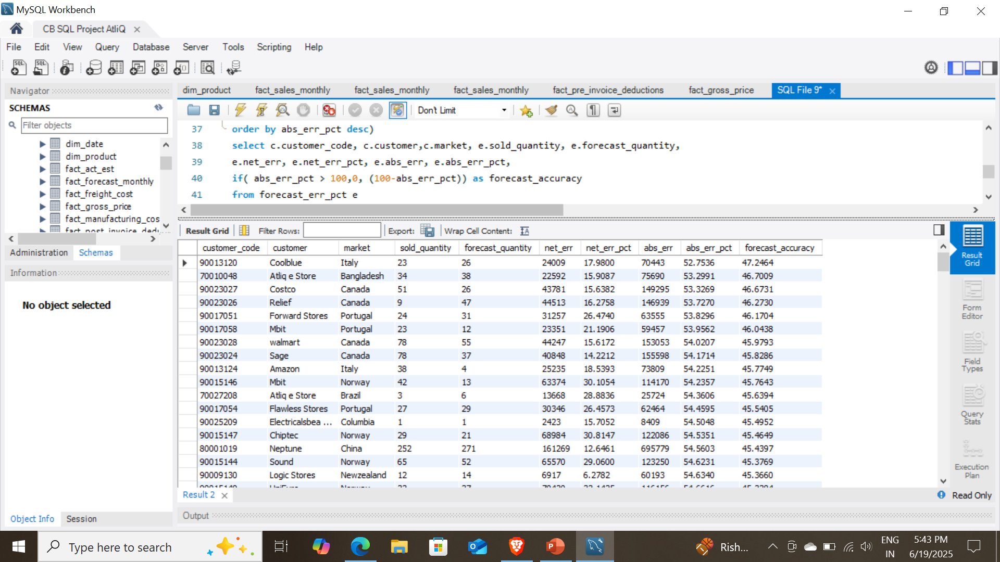 MySQL Workbench
CB SQL Project AtliQ
File Edit View Query Database Server Tools Scripting Help
Navigator
SCHEMAS
Filter objects
dim_date
dim_product
fact_act_est
fact_forecast_monthly
fact_freight_cost
fact_gross_price
fact_manufacturing_cos
Administration Schemas
Information
No object selected
Object Info Session
dim_product fact_sales_monthly fact_sales_monthly fact_sales_monthly fact_pre_invoice_deductions fact_gross_price SQL File 9*
Don't Limit
37 order by abs_err_pct desc)
38 select c.customer_code, c.customer,c.market, e.sold_quantity, e.forecast_quantity,
39 e.net_err, e.net_err_pct, e.abs_err, e.abs_err_pct,
40 if( abs_err_pct > 100,0, (100-abs_err_pct)) as forecast_accuracy
41 from forecast_err_pct e
Result Grid Filter Rows: Export: Wrap Cell Content:
customer_code customer market sold_quantity forecast_quantity net_err net_err_pct abs_err abs_err_pct forecast_accuracy
90013120 Coolblue Italy 23 26 24009 17.9800 70443 52.7536 47.2464
70010048 Atliq e Store Bangladesh 34 38 22592 15.9087 75690 53.2991 46.7009
90023027 Costco Canada 51 26 43781 15.6382 149295 53.3269 46.6731
90023026 Relief Canada 9 47 44513 16.2758 146939 53.7270 46.2730
90017051 Forward Stores Portugal 24 31 31257 26.4740 63555 53.8296 46.1704
90017058 Mbit Portugal 23 12 23351 21.1906 59457 53.9562 46.0438
90023028 walmart Canada 78 55 44247 15.6172 153053 54.0207 45.9793
90023024 Sage Canada 78 37 40848 14.2212 155598 54.1714 45.8286
90013124 Amazon Italy 38 4 25235 18.5393 73809 54.2251 45.7749
90015146 Mbit Norway 42 13 63374 30.1054 114170 54.2357 45.7643
70027208 Atliq e Store Brazil 3 6 13668 28.8836 25724 54.3606 45.6394
90017054 Flawless Stores Portugal 27 29 30346 26.4573 62464 54.4595 45.5405
90025209 Electricalsbea ... Columbia 1 1 2423 15.7052 8409 54.5048 45.4952
90015147 Chiptec Norway 29 21 68984 30.8147 122086 54.5351 45.4649
80001019 Neptune China 252 271 161269 12.6461 695779 54.5603 45.4397
90015144 Sound Norway 65 52 65570 29.0600 123250 54.6231 45.3769
90009130 Logic Stores Newzealand 12 14 6917 6.2782 60193 54.6340 45.3660
Result Grid
Form Editor
Field Types
Query Stats
Execution Plan
Result 2
Read Only
Output
Type here to search
Rish...
ENG
IN
5:43 PM
6/19/2025